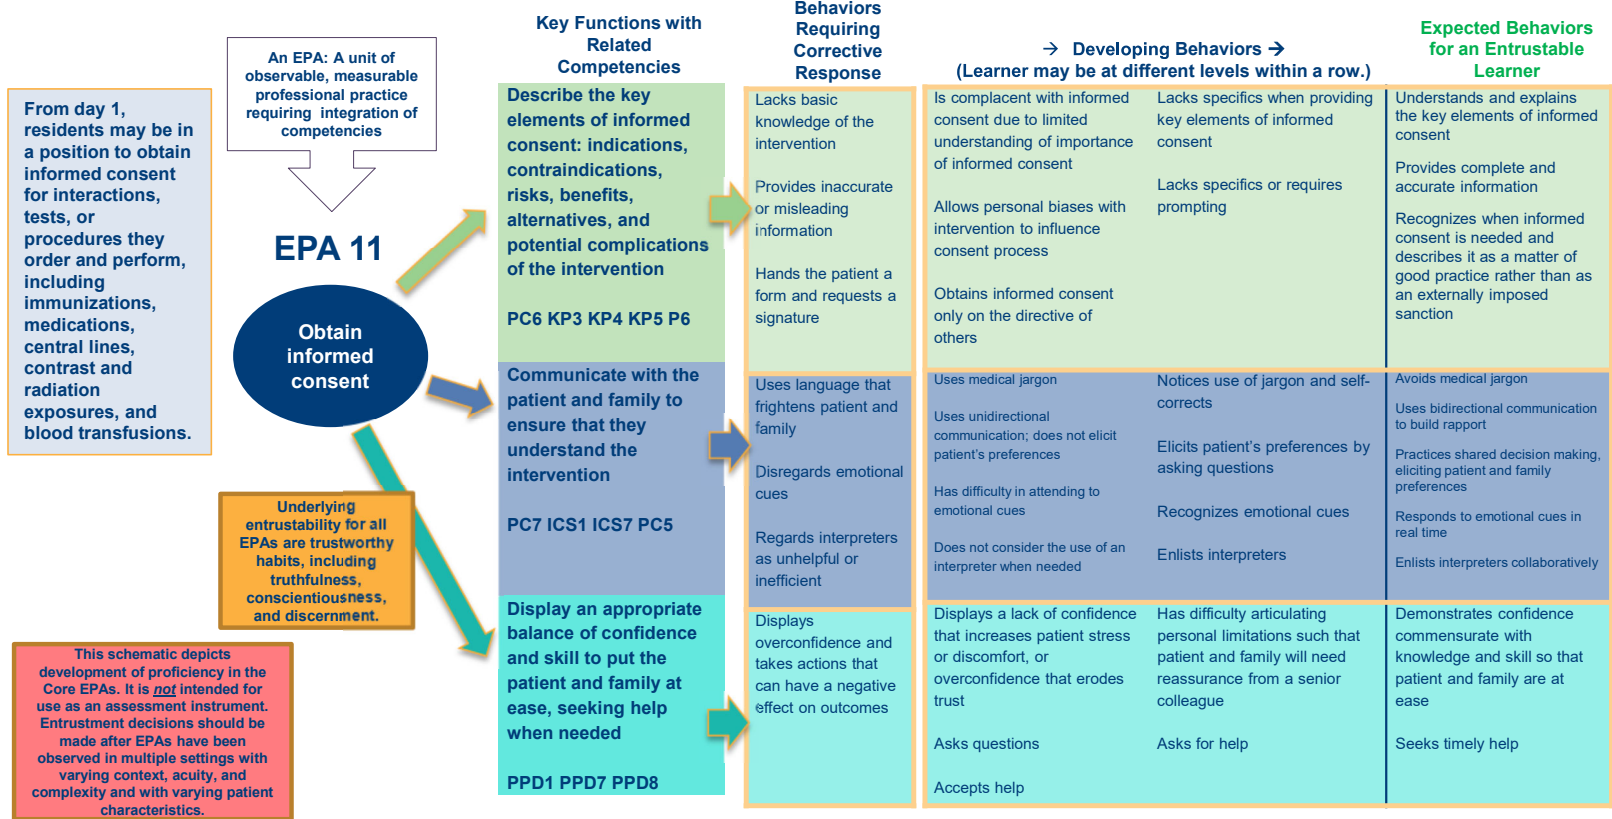 An EPA: A unit of
observable, measurable
professional practice
requiring integration of
competencies
From day 1,
residents may be in
a position to obtain
informed consent
for interactions,
tests, or
procedures they
order and perform,
including
immunizations,
medications,
central lines,
contrast and
radiation
exposures, and
blood transfusions.
EPA 11
Obtain
informed
consent
Underlying
entrustability for all
EPAs are trustworthy
habits, including
truthfulness,
conscientiousness,
and discernment.
This schematic depicts
development of proficiency in the
Core EPAs. It is not intended for
use as an assessment instrument.
Entrustment decisions should be
made after EPAs have been
observed in multiple settings with
varying context, acuity, and
complexity and with varying patient
characteristics.
Key Functions with
Related
Competencies
Behaviors
Requiring
Corrective
Response
→ Developing Behaviors →
(Learner may be at different levels within a row.)
Expected Behaviors
for an Entrustable
Learner
Describe the key
elements of informed
consent: indications,
contraindications,
risks, benefits,
alternatives, and
potential complications
of the intervention
PC6 KP3 KP4 KP5 P6
Lacks basic
knowledge of the
intervention
Provides inaccurate
or misleading
information
Hands the patient a
form and requests a
signature
Is complacent with informed
consent due to limited
understanding of importance
of informed consent
Allows personal biases with
intervention to influence
consent process
Obtains informed consent
only on the directive of
others
Lacks specifics when providing
key elements of informed
consent
Lacks specifics or requires
prompting
Understands and explains
the key elements of informed
consent
Provides complete and
accurate information
Recognizes when informed
consent is needed and
describes it as a matter of
good practice rather than as
an externally imposed
sanction
Communicate with the
patient and family to
ensure that they
understand the
intervention
PC7 ICS1 ICS7 PC5
Uses language that
frightens patient and
family
Disregards emotional
cues
Regards interpreters
as unhelpful or
inefficient
Uses medical jargon
Uses unidirectional
communication; does not elicit
patient's preferences
Has difficulty in attending to
emotional cues
Does not consider the use of an
interpreter when needed
Notices use of jargon and self-
corrects
Elicits patient's preferences by
asking questions
Recognizes emotional cues
Enlists interpreters
Avoids medical jargon
Uses bidirectional communication
to build rapport
Practices shared decision making,
eliciting patient and family
preferences
Responds to emotional cues in
real time
Enlists interpreters collaboratively
Display an appropriate
balance of confidence
and skill to put the
patient and family at
ease, seeking help
when needed
PPD1 PPD7 PPD8
Displays
overconfidence and
takes actions that
can have a negative
effect on outcomes
Displays a lack of confidence
that increases patient stress
or discomfort, or
overconfidence that erodes
trust
Asks questions
Accepts help
Has difficulty articulating
personal limitations such that
patient and family will need
reassurance from a senior
colleague
Asks for help
Demonstrates confidence
commensurate with
knowledge and skill so that
patient and family are at
ease
Seeks timely help